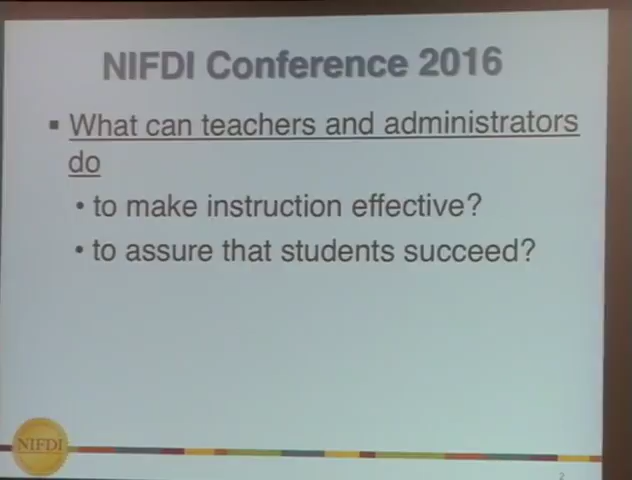 NIFDI Conference 2016
▪ What can teachers and administrators
do
• to make instruction effective?
• to assure that students succeed?
NIFDI
2